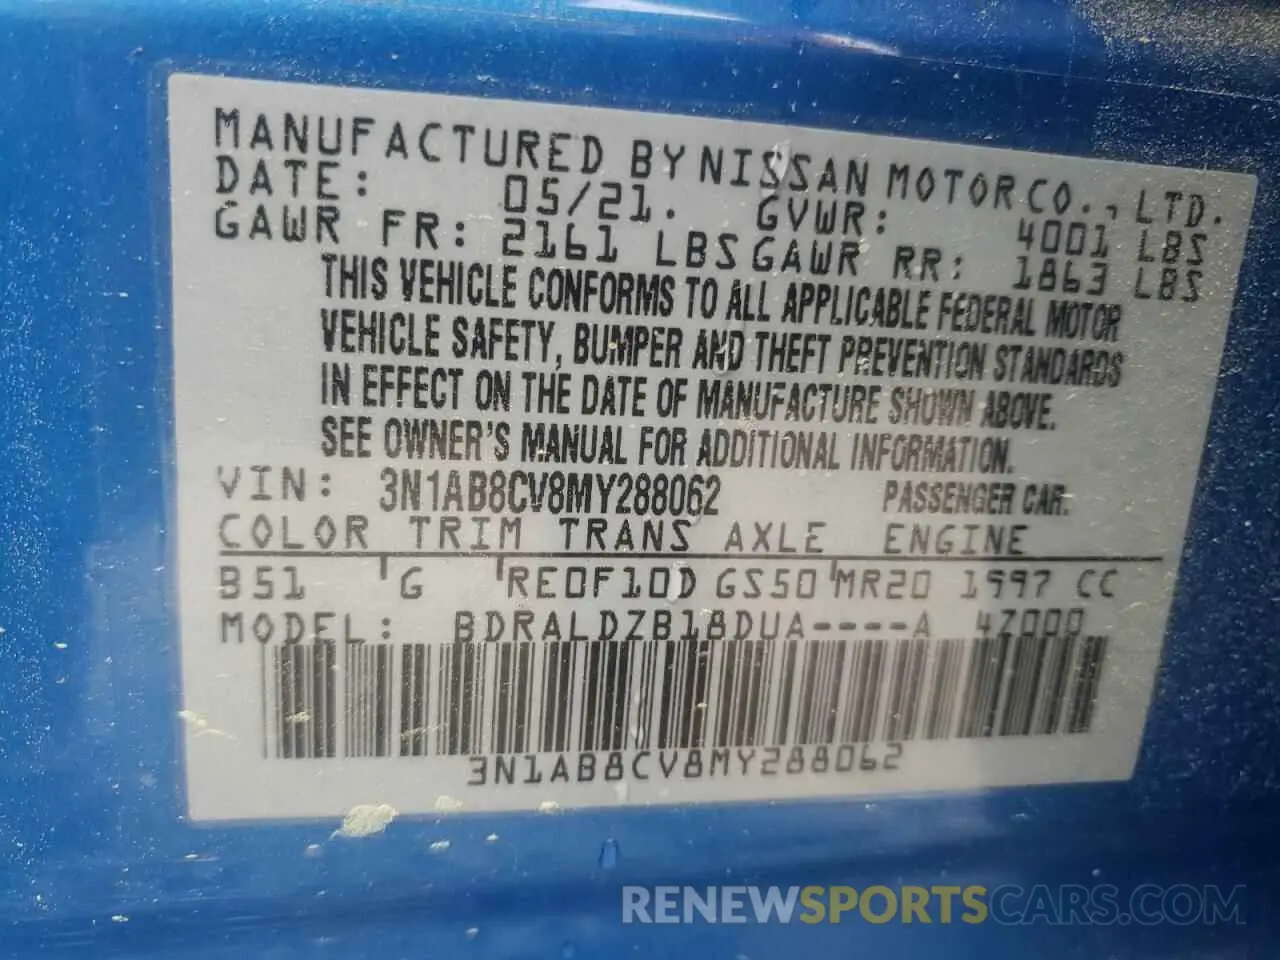 MANUFACTURED BY NISSAN MOTOR CO., LTD.
DATE: 05/21. GVWR: 4001 LBS
GAWR FR: 2161 LBS GAWR RR: 1863 LBS
THIS VEHICLE CONFORMS TO ALL APPLICABLE FEDERAL MOTOR
VEHICLE SAFETY, BUMPER AND THEFT PREVENTION STANDARDS
IN EFFECT ON THE DATE OF MANUFACTURE SHOWN ABOVE.
SEE OWNER'S MANUAL FOR ADDITIONAL INFORMATION.
VIN: 3N1AB8CV8MY288062 PASSENGER CAR.
COLOR TRIM TRANS AXLE ENGINE
B51 G RE0F10D GS50 MR20 1997 CC
MODEL: BDRALDZB18DUA----A 47000
3N1AB8CV8MY288062
RENEWSPORTSCARS.COM